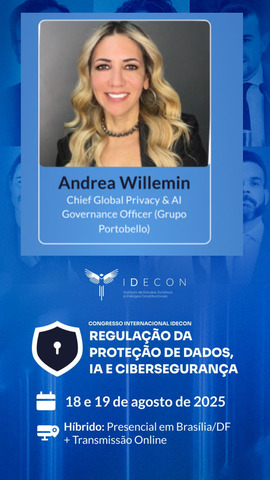 Andrea Willemin
Chief Global Privacy & AI
Governance Officer (Grupo
Portobello)
IDECON
CONGRESSO INTERNACIONAL IDECON
REGULAÇÃO DA
PROTEÇÃO DE DADOS,
IA E CIBERSEGURANÇA
18 e 19 de agosto de 2025
Híbrido: Presencial em Brasília/DF
+ Transmissão Online